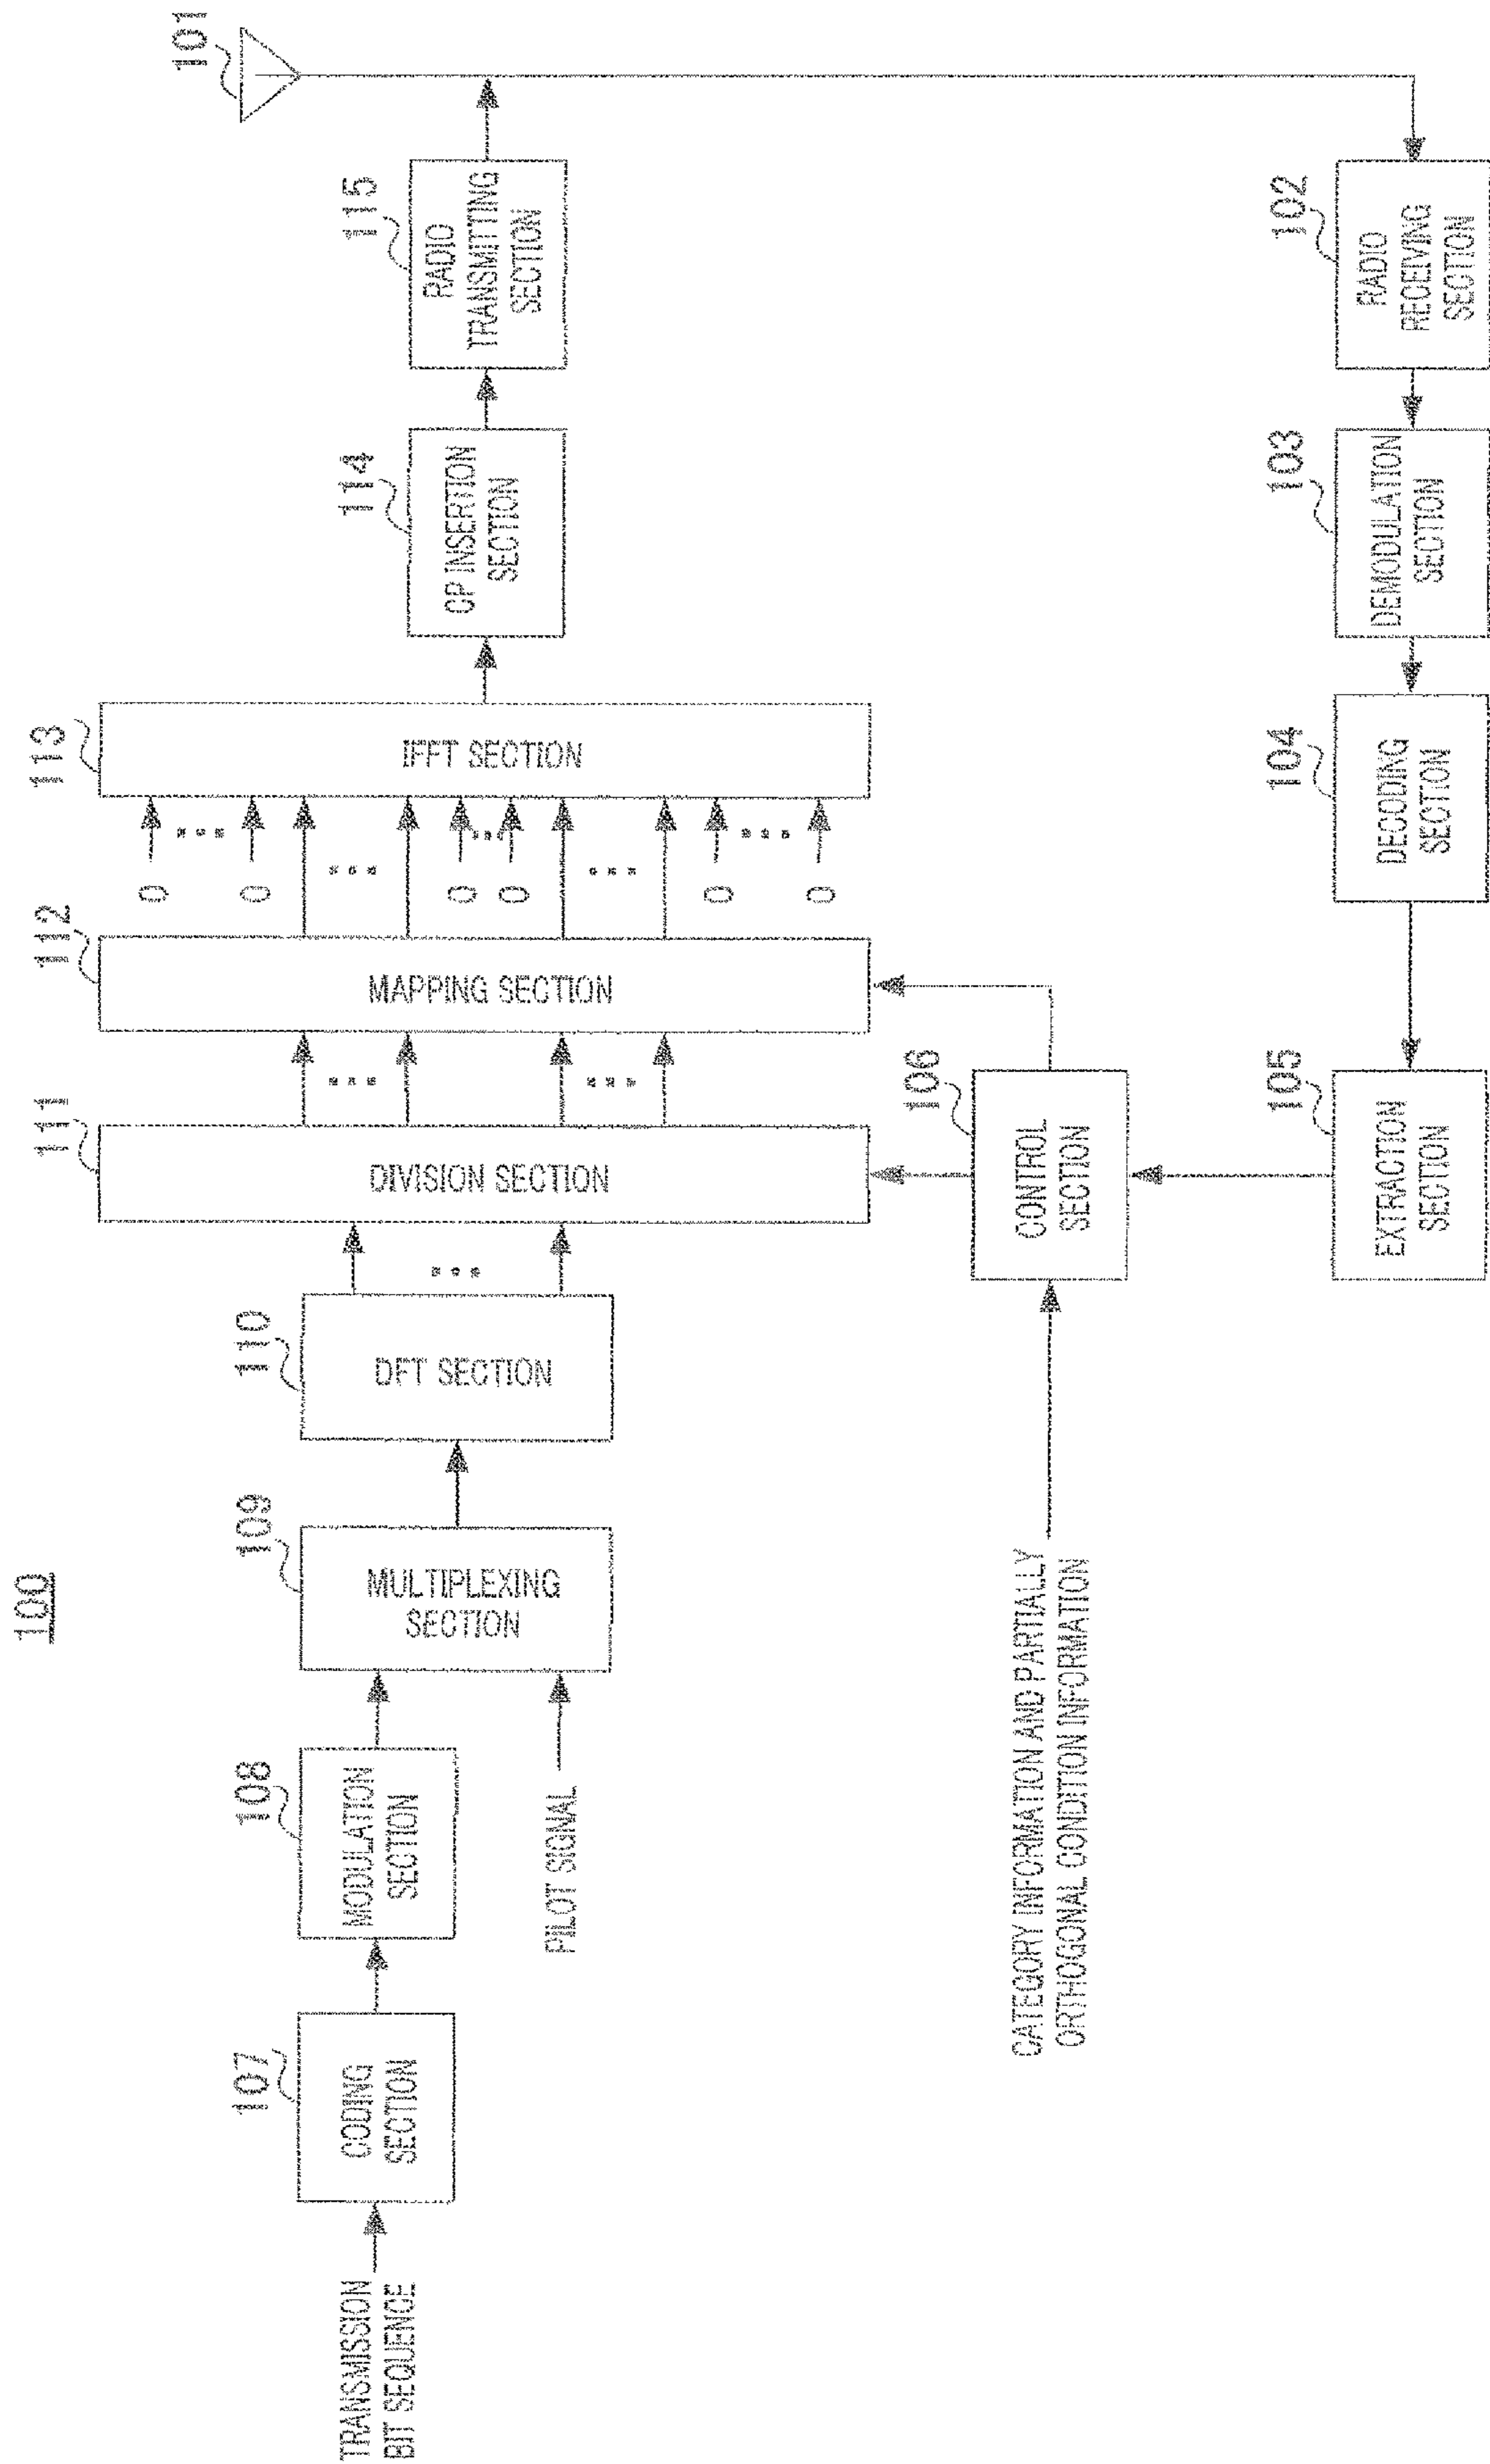 100
101
TRANSMISSION
BIT SEQUENCE
107
CODING
SECTION
108
MODULATION
SECTION
PILOT SIGNAL
109
MULTIPLEXING
SECTION
110
DFT SECTION
111
DIVISION SECTION
112
MAPPING SECTION
0
0
0
0
0
0
113
IFFT SECTION
114
CP INSERTION
SECTION
115
RADIO
TRANSMITTING
SECTION
CATEGORY INFORMATION AND PARTIALLY
ORTHOGONAL CONDITION INFORMATION
106
CONTROL
SECTION
105
EXTRACTION
SECTION
104
DECODING
SECTION
103
DEMODULATION
SECTION
102
RADIO
RECEIVING
SECTION